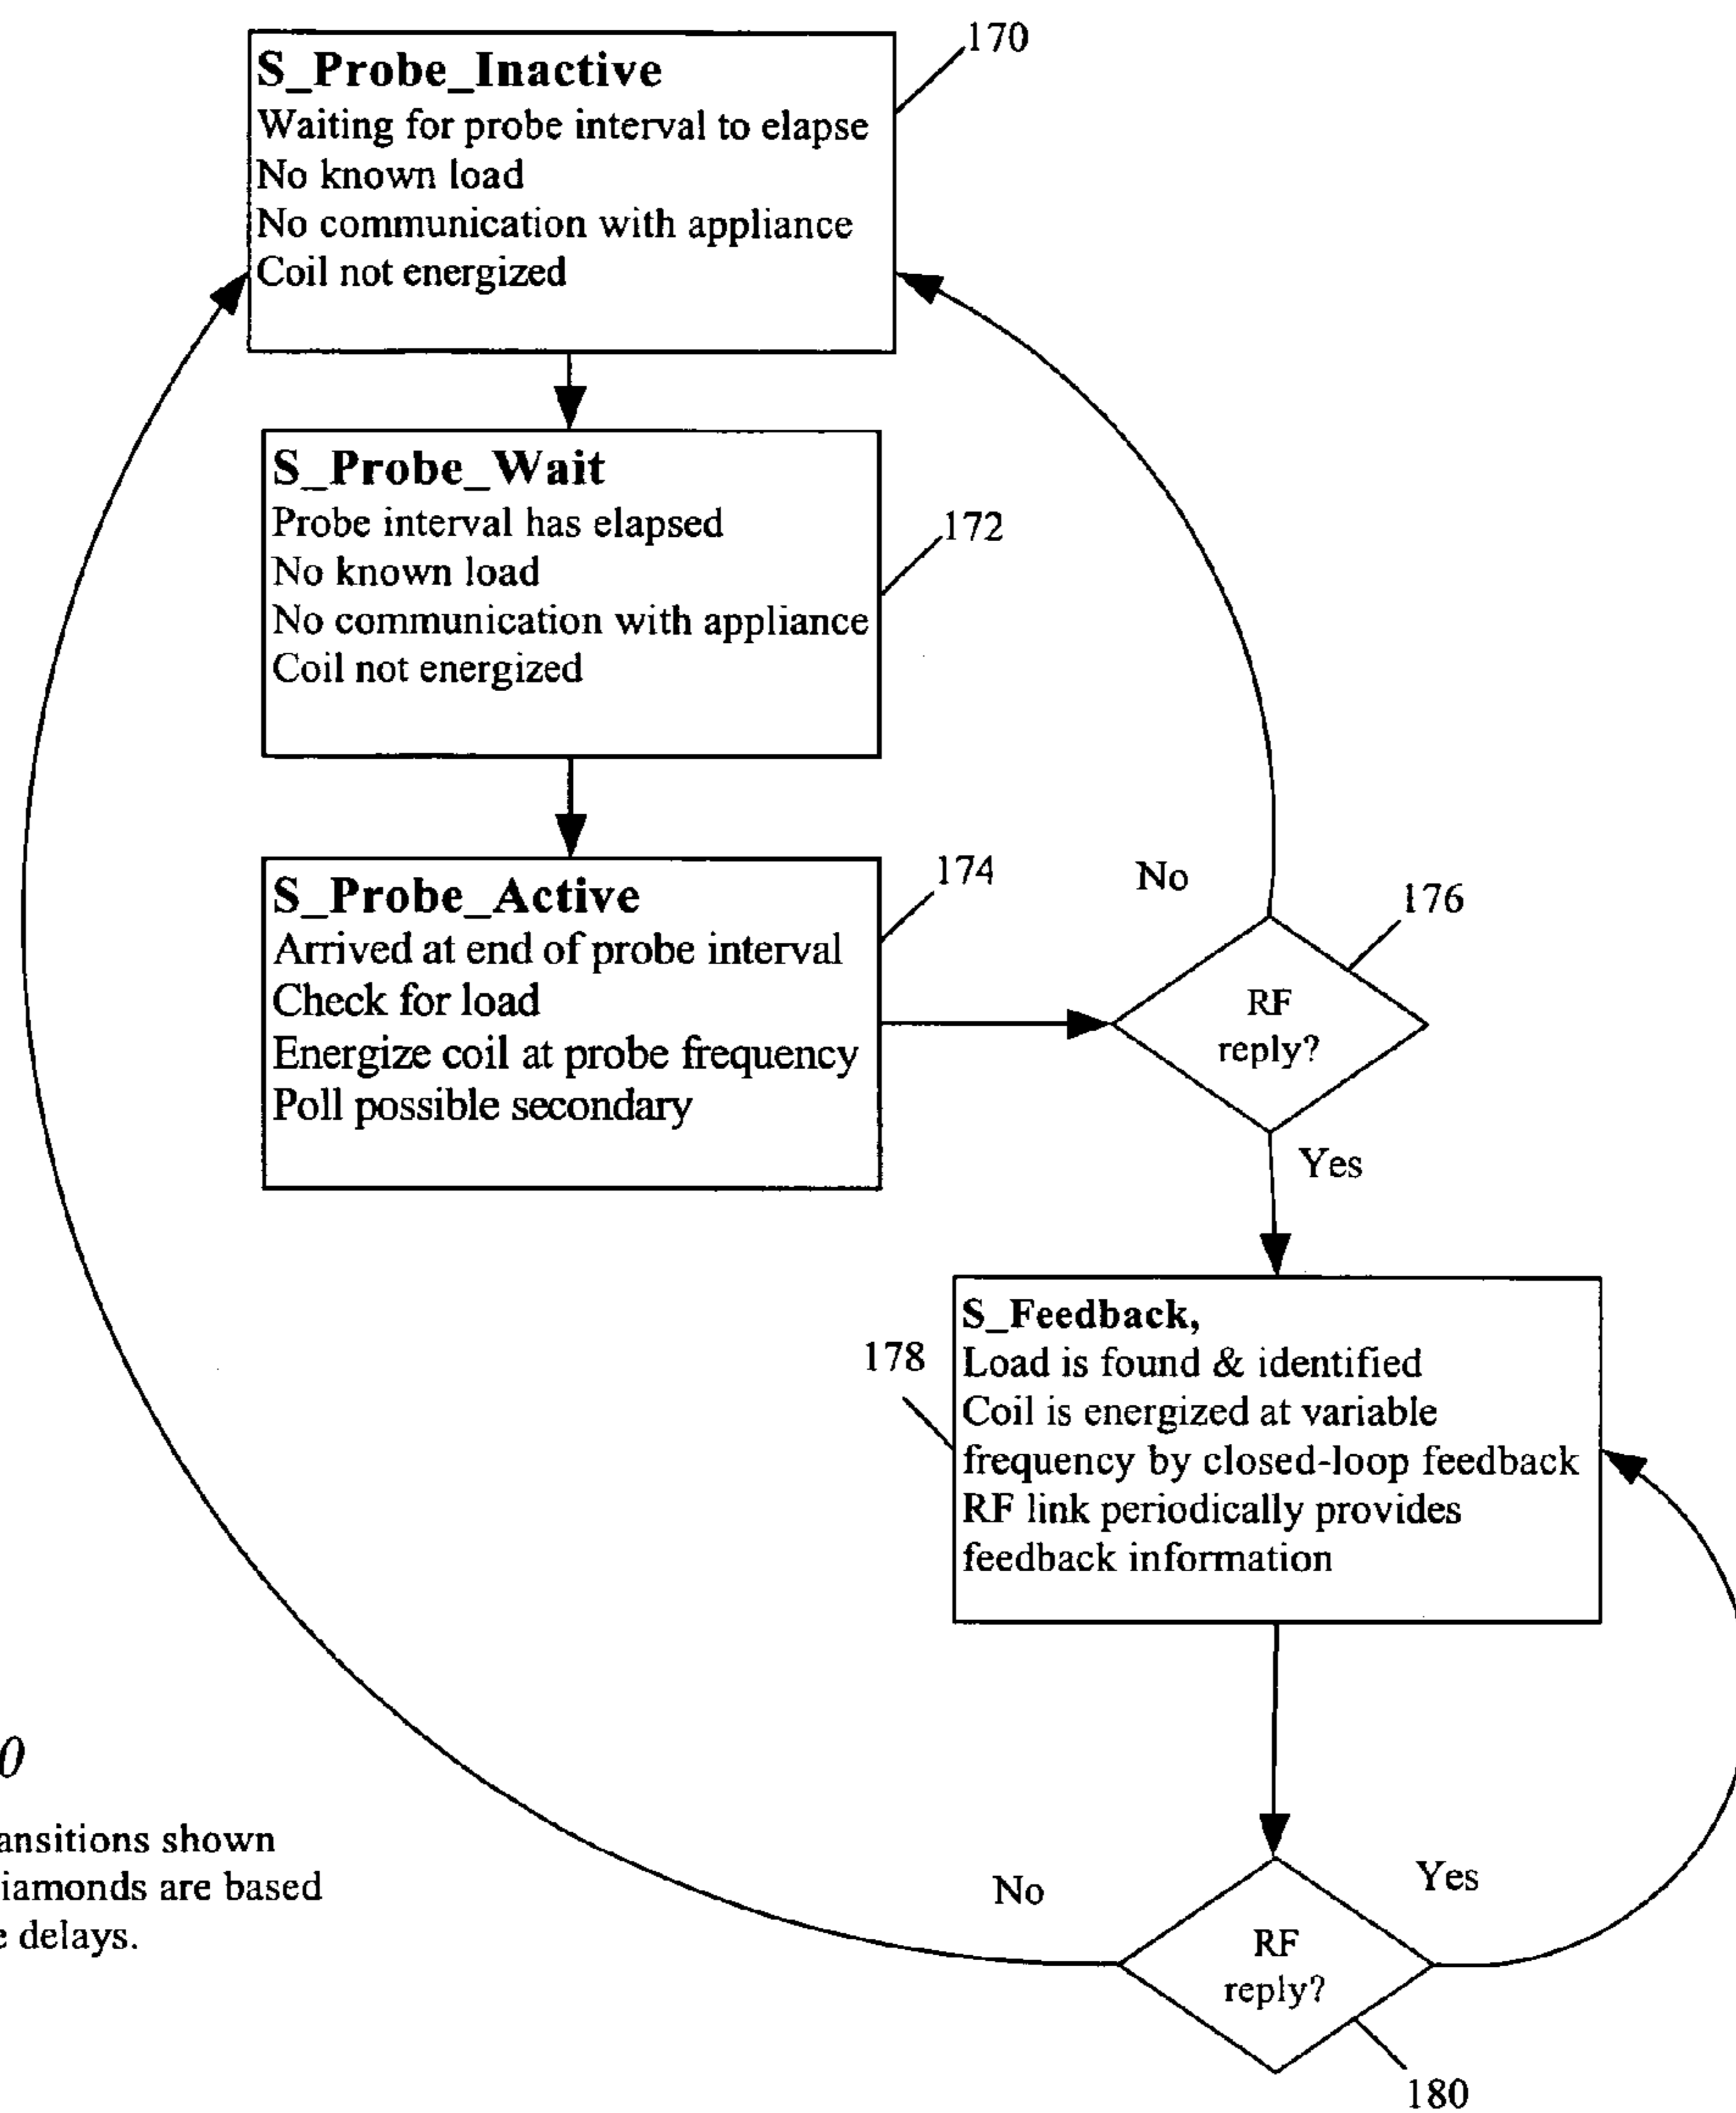 170
S_Probe_Inactive
Waiting for probe interval to elapse
No known load
No communication with appliance
Coil not energized
S_Probe_Wait
Probe interval has elapsed
No known load
No communication with appliance
Coil not energized
172
S_Probe_Active
Arrived at end of probe interval
Check for load
Energize coil at probe frequency
Poll possible secondary
174
No
176
RF
reply?
Yes
S_Feedback,
Load is found & identified
Coil is energized at variable
frequency by closed-loop feedback
RF link periodically provides
feedback information
178
0
ansitions shown
iamonds are based
e delays.
No
Yes
RF
reply?
180